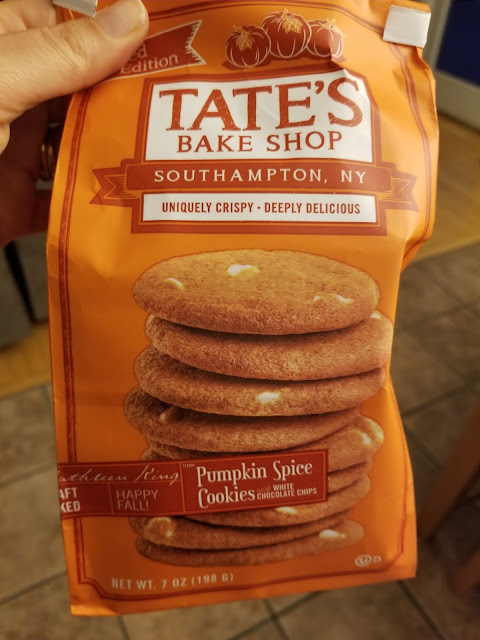 Edition
TATE'S
BAKE SHOP
SOUTHAMPTON, NY
UNIQUELY CRISPY · DEEPLY DELICIOUS
King
HAPPY
FALL!
Pumpkin Spice
Cookies WHITE
CHOCOLATE CHIPS
NET WT. 7 OZ (198 G)